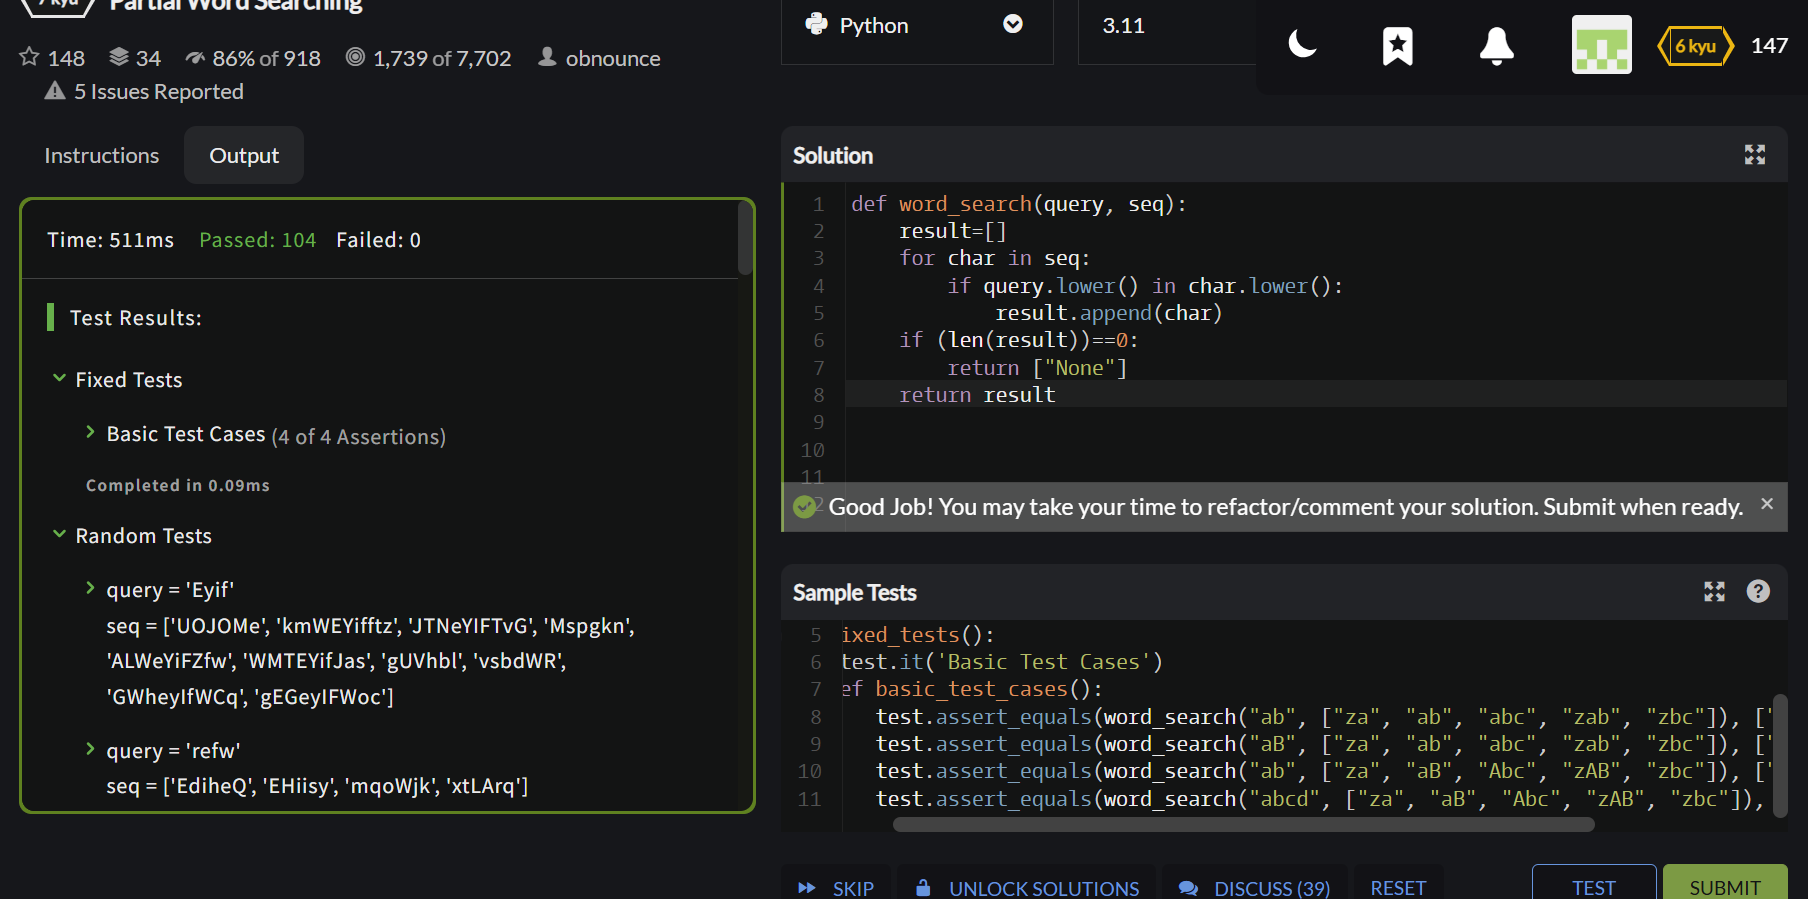 7 kyu Partial Word Searching
148 34 86% of 918 1,739 of 7,702 obnounce
5 Issues Reported
Instructions Output
Time: 511ms Passed: 104 Failed: 0
Test Results:
Fixed Tests
Basic Test Cases (4 of 4 Assertions)
Completed in 0.09ms
Random Tests
query = 'Eyif'
seq = ['UOJOMe', 'kmWEYifftz', 'JTNeYIFTvG', 'Mspgkn',
'ALWeYiFZfw', 'WMTEYifJas', 'gUVhbl', 'vsbdWR',
'GWheyIfWCq', 'gEGeyIFWoc']
query = 'refw'
seq = ['EdiheQ', 'EHiisy', 'mqoWjk', 'xtLArq']
Python 3.11
6 kyu 147
Solution
1 def word_search(query, seq):
2     result=[]
3     for char in seq:
4         if query.lower() in char.lower():
5             result.append(char)
6     if (len(result))==0:
7         return ["None"]
8     return result
9
10
11
Good Job! You may take your time to refactor/comment your solution. Submit when ready.
Sample Tests
5 ixed_tests():
6 test.it('Basic Test Cases')
7 ef basic_test_cases():
8 test.assert_equals(word_search("ab", ["za", "ab", "abc", "zab", "zbc"]), ["
9 test.assert_equals(word_search("aB", ["za", "ab", "abc", "zab", "zbc"]), ["
10 test.assert_equals(word_search("ab", ["za", "aB", "Abc", "zAB", "zbc"]), ["
11 test.assert_equals(word_search("abcd", ["za", "aB", "Abc", "zAB", "zbc"]),
SKIP UNLOCK SOLUTIONS DISCUSS (39) RESET TEST SUBMIT